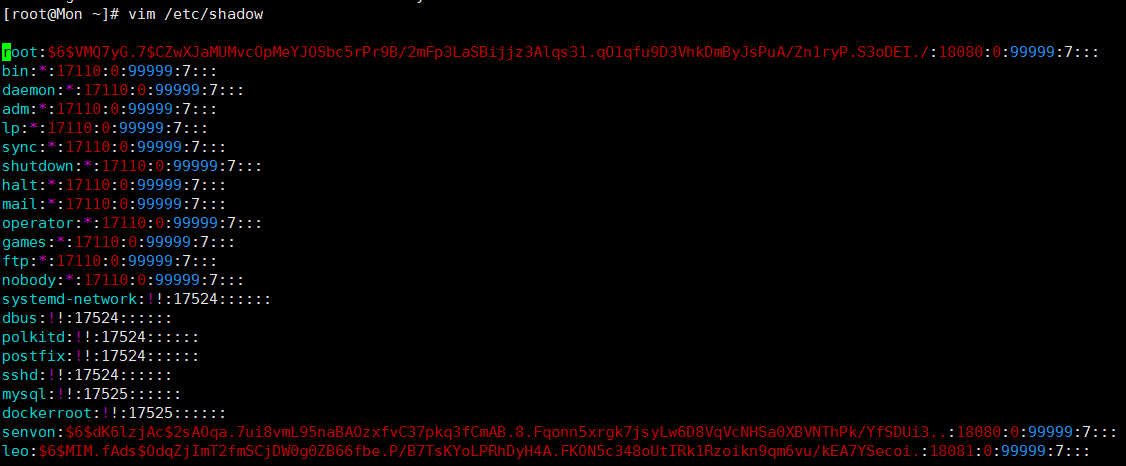 [root@Mon ~]# vim /etc/shadow
root:$6$VMQ7yG.7$CZwXJaMUMvcOpMeYJOSbc5rPr9B/2mFp3LaSBijjz3Alqs31.qO1qfu9D3VhkDmByJsPuA/Zn1ryP.S3oDEI./:18080:0:99999:7:::
bin:*:17110:0:99999:7:::
daemon:*:17110:0:99999:7:::
adm:*:17110:0:99999:7:::
lp:*:17110:0:99999:7:::
sync:*:17110:0:99999:7:::
shutdown:*:17110:0:99999:7:::
halt:*:17110:0:99999:7:::
mail:*:17110:0:99999:7:::
operator:*:17110:0:99999:7:::
games:*:17110:0:99999:7:::
ftp:*:17110:0:99999:7:::
nobody:*:17110:0:99999:7:::
systemd-network:!!:17524::::::
dbus:!!:17524::::::
polkitd:!!:17524::::::
postfix:!!:17524::::::
sshd:!!:17524::::::
mysql:!!:17525::::::
dockerroot:!!:17525::::::
senvon:$6$dK6lzjAc$2sAOqa.7ui8vmL95naBAOzxfvC37pkq3fCmAB.8.Fqonn5xrgk7jsyLw6D8VqVcNHSa0XBVNThPk/YfSDUi3..:18080:0:99999:7:::
leo:$6$MIM.fAds$OdqZjImT2fmSCjDW0g0ZB66fbe.P/B7TsKYoLPRhDyH4A.FKON5c348oUtIRk1Rzoikn9qm6vu/kEA7YSecoi.:18081:0:99999:7:::